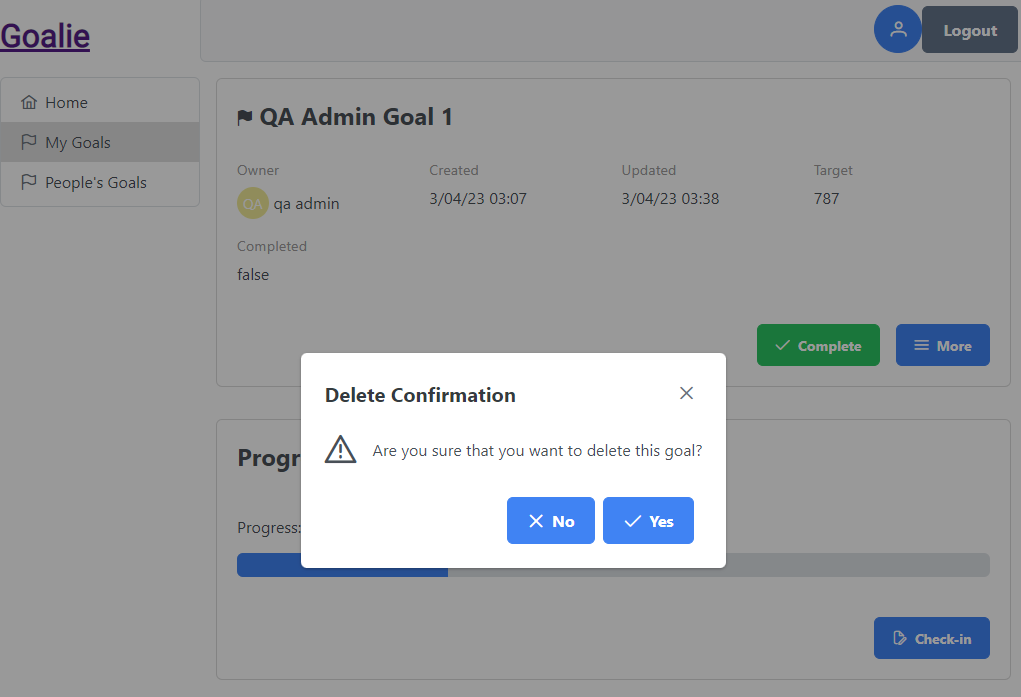 Goalie
Logout
Home
My Goals
People's Goals
QA Admin Goal 1
Owner Created Updated Target
QA qa admin 3/04/23 03:07 3/04/23 03:38 787
Completed
false
Complete More
Delete Confirmation
Are you sure that you want to delete this goal?
No Yes
Progr
Progress:
Check-in